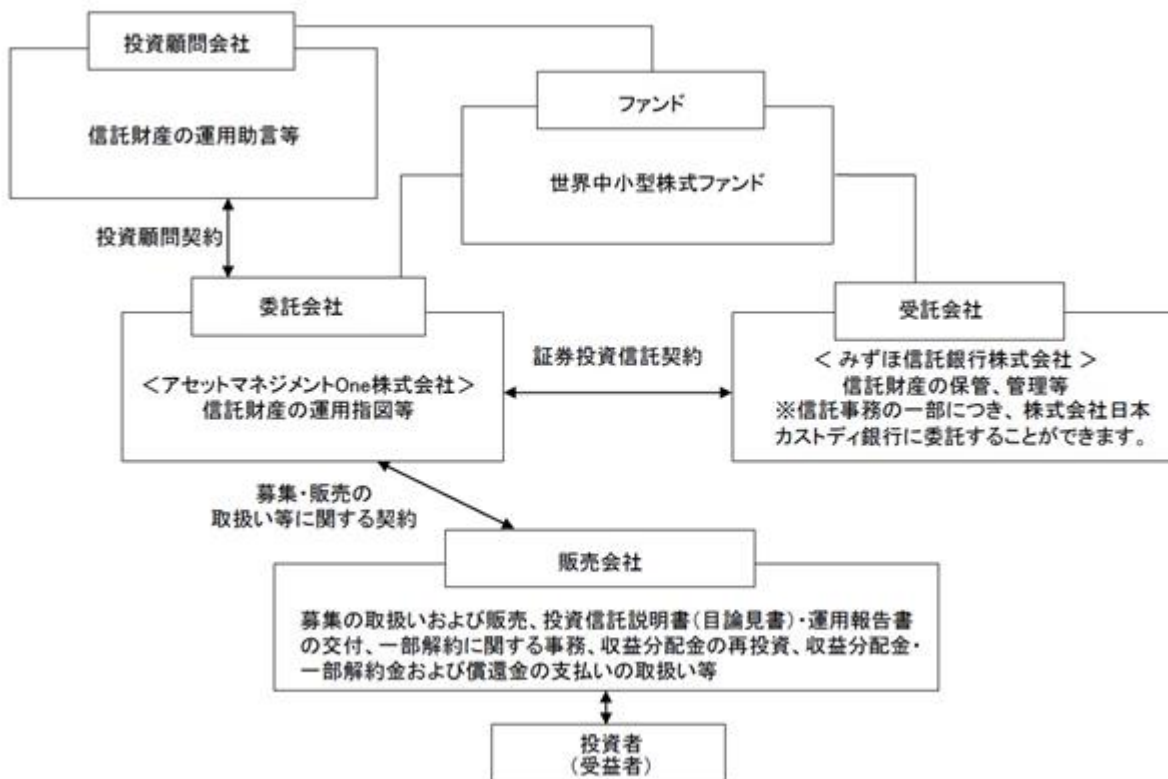 投資顧問会社
信託財産の運用助言等
ファンド
世界中小型株式ファンド
投資顧問契約
委託会社
＜アセットマネジメントOne株式会社＞
信託財産の運用指図等
証券投資信託契約
受託会社
＜ みずほ信託銀行株式会社 ＞
信託財産の保管、管理等
※信託事務の一部につき、株式会社日本
カストディ銀行に委託することができます。
募集・販売の
取扱い等に関する契約
販売会社
募集の取扱いおよび販売、投資信託説明書(目論見書)・運用報告書
の交付、一部解約に関する事務、収益分配金の再投資、収益分配金・
一部解約金および償還金の支払いの取扱い等
投資者
(受益者)